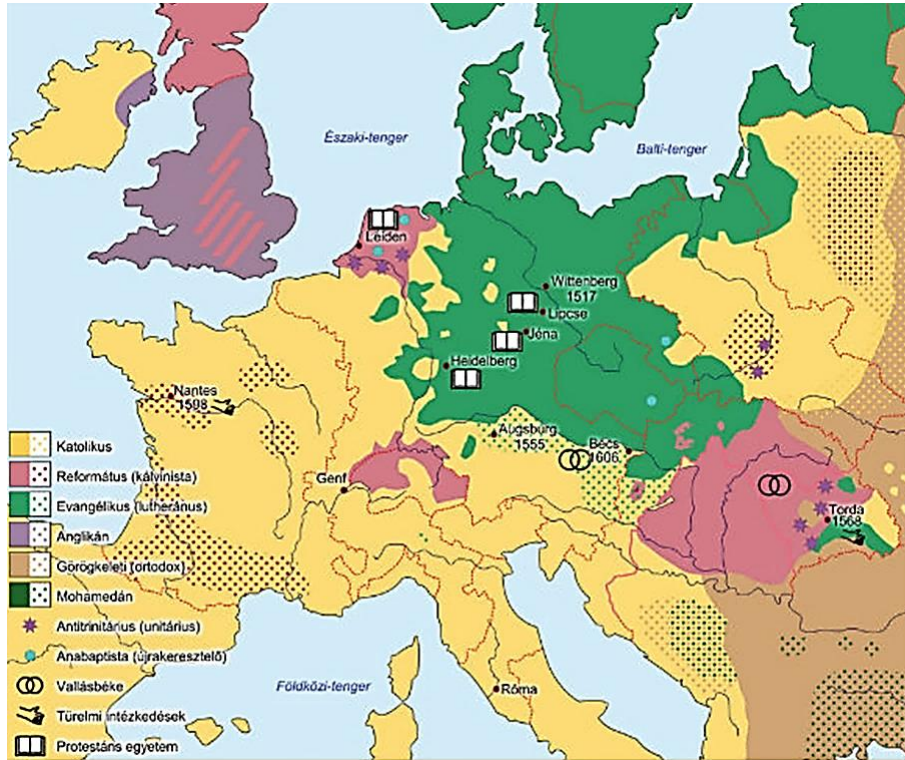 Északi-tenger
Balti-tenger
Leiden
Wittenberg
1517
Lipcse
Jéna
Heidelberg
Nantes
1598
Augsburg
1555
Bécs
1606
Genf
Torda
1568
Katolikus
Református (kálvinista)
Evangélikus (lutheránus)
Anglikán
Görögkeleti (ortodox)
Mohamedán
Antitrinitárius (unitárius)
Anabaptista (újrakeresztelő)
Vallásbéke
Türelmi intézkedések
Protestáns egyetem
Földközi-tenger
Róma